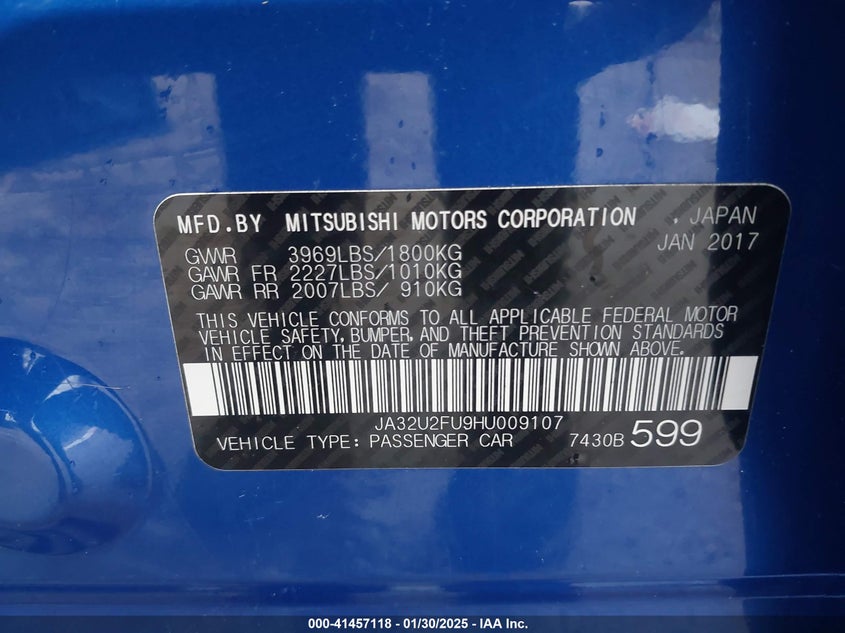 MFD.BY MITSUBISHI MOTORS CORPORATION , JAPAN
JAN 2017
GVWR 3969LBS/1800KG
GAWR FR 2227LBS/1010KG
GAWR RR 2007LBS/ 910KG
THIS VEHICLE CONFORMS TO ALL APPLICABLE FEDERAL MOTOR
VEHICLE SAFETY, BUMPER, AND THEFT PREVENTION STANDARDS
IN EFFECT ON THE DATE OF MANUFACTURE SHOWN ABOVE.
JA32U2FU9HU009107
VEHICLE TYPE: PASSENGER CAR 7430B 599
000-41457118 - 01/30/2025 - IAA Inc.